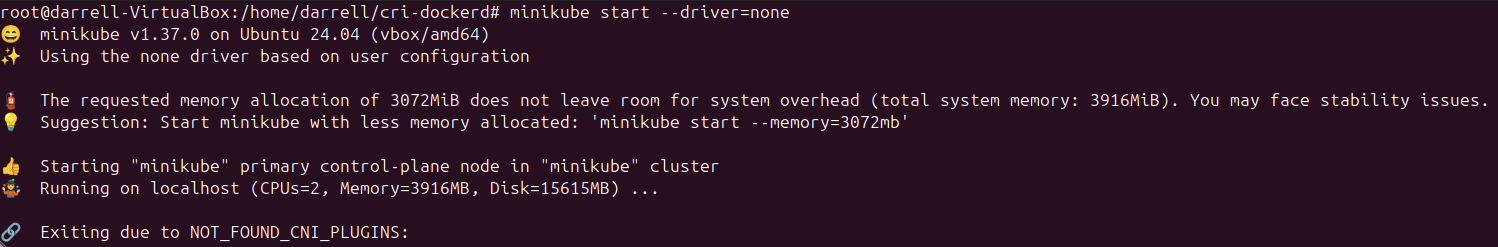 root@darrell-VirtualBox:/home/darrell/cri-dockerd# minikube start --driver=none
😄 minikube v1.37.0 on Ubuntu 24.04 (vbox/amd64)
✨ Using the none driver based on user configuration
🧯 The requested memory allocation of 3072MiB does not leave room for system overhead (total system memory: 3916MiB). You may face stability issues.
💡 Suggestion: Start minikube with less memory allocated: 'minikube start --memory=3072mb'
👍 Starting "minikube" primary control-plane node in "minikube" cluster
🤹 Running on localhost (CPUs=2, Memory=3916MB, Disk=15615MB) ...
🔗 Exiting due to NOT_FOUND_CNI_PLUGINS: